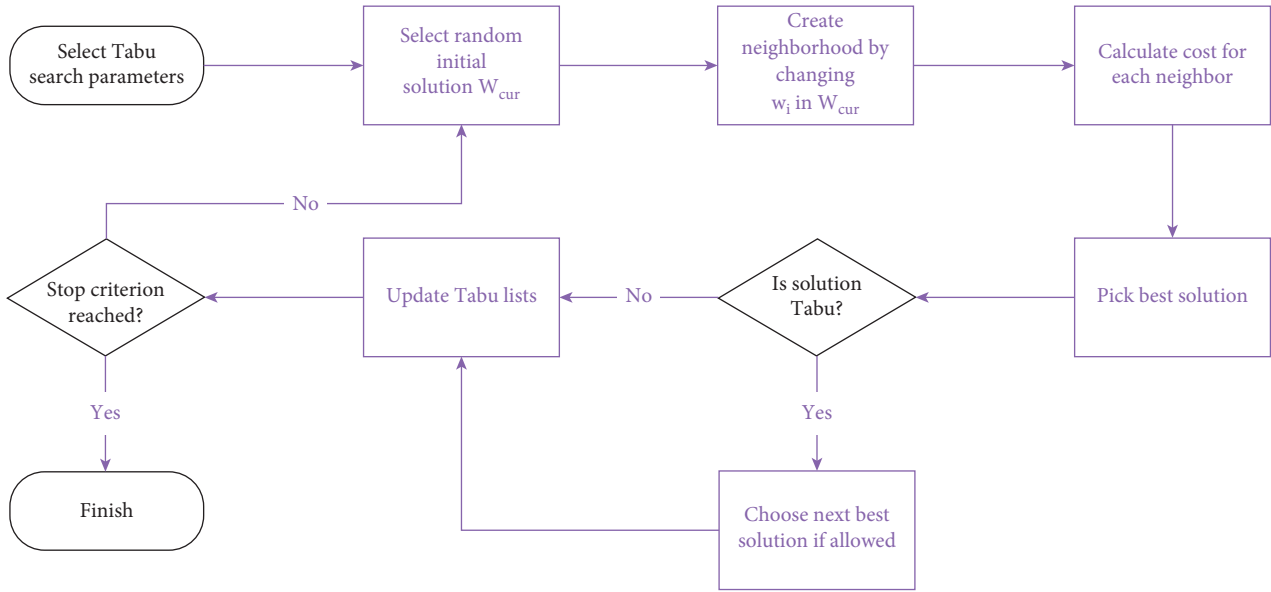 Select Tabu
search parameters
Select random
initial
solution W_cur
Create
neighborhood by
changing
w_i in W_cur
Calculate cost for
each neighbor
No
Stop criterion
reached?
Update Tabu lists
No
Is solution
Tabu?
Pick best solution
Yes
Yes
Finish
Choose next best
solution if allowed